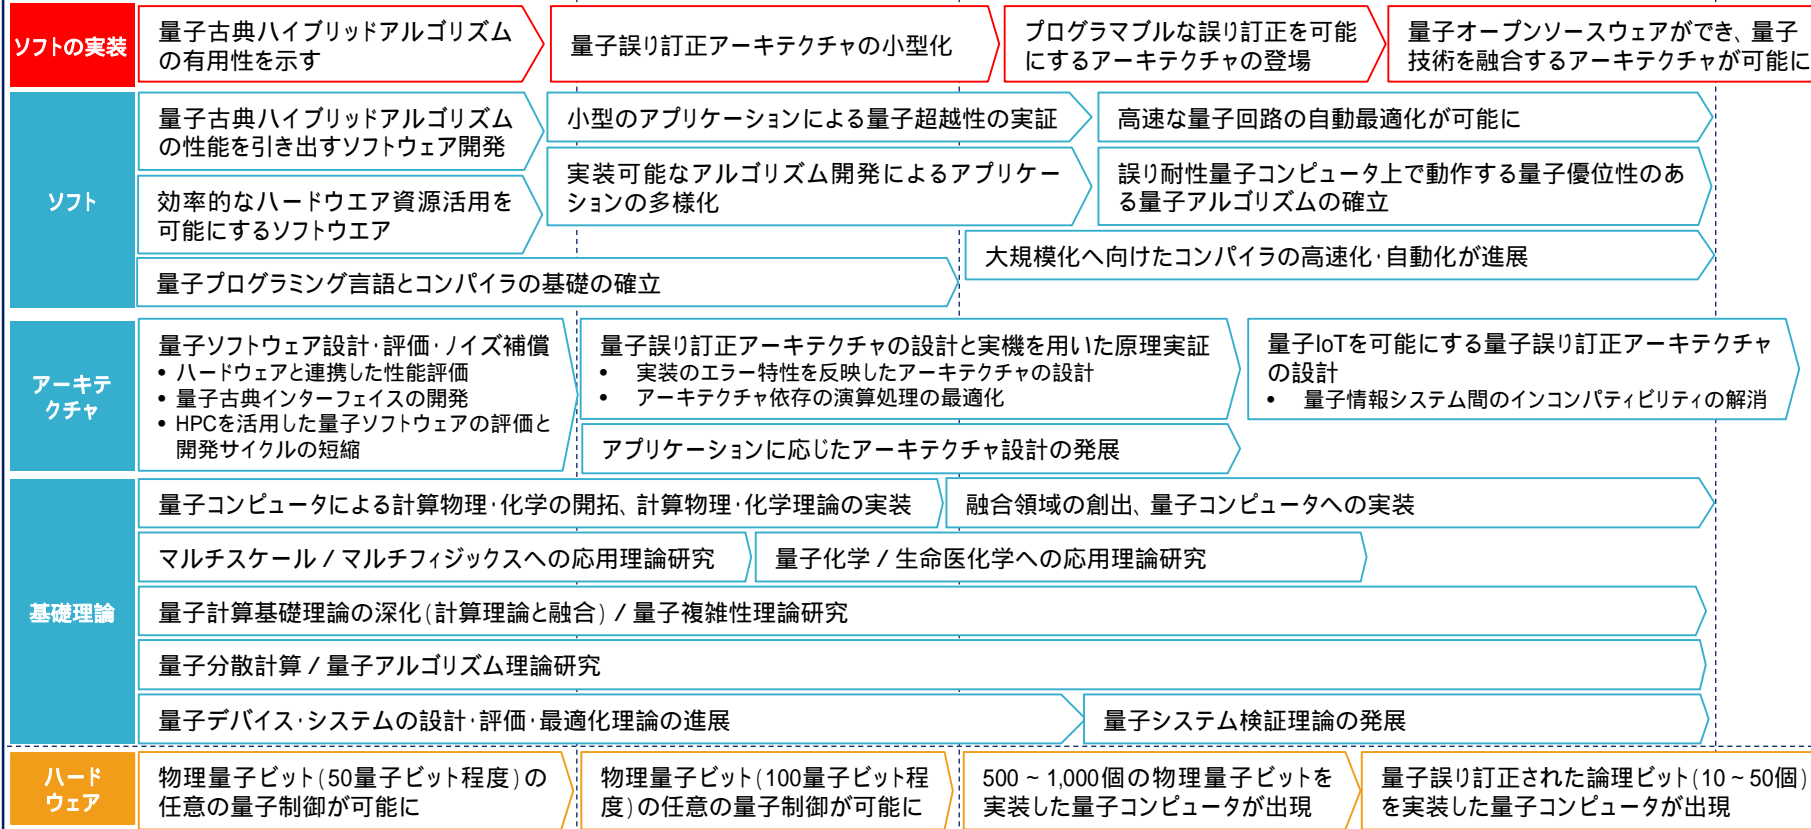 ソフトの実装
量子古典ハイブリッドアルゴリズム
の有用性を示す
量子誤り訂正アーキテクチャの小型化
プログラマブルな誤り訂正を可能
にするアーキテクチャの登場
量子オープンソースウェアができ、量子
技術を融合するアーキテクチャが可能に
ソフト
量子古典ハイブリッドアルゴリズム
の性能を引き出すソフトウェア開発
小型のアプリケーションによる量子超越性の実証
高速な量子回路の自動最適化が可能に
効率的なハードウエア資源活用を
可能にするソフトウエア
実装可能なアルゴリズム開発によるアプリケー
ションの多様化
誤り耐性量子コンピュータ上で動作する量子優位性のあ
る量子アルゴリズムの確立
量子プログラミング言語とコンパイラの基礎の確立
大規模化へ向けたコンパイラの高速化・自動化が進展
アーキテ
クチャ
量子ソフトウェア設計・評価・ノイズ補償
• ハードウェアと連携した性能評価
• 量子古典インターフェイスの開発
• HPCを活用した量子ソフトウェアの評価と
開発サイクルの短縮
量子誤り訂正アーキテクチャの設計と実機を用いた原理実証
• 実装のエラー特性を反映したアーキテクチャの設計
• アーキテクチャ依存の演算処理の最適化
アプリケーションに応じたアーキテクチャ設計の発展
量子IoTを可能にする量子誤り訂正アーキテクチャ
の設計
• 量子情報システム間のインコンパティビリティの解消
基礎理論
量子コンピュータによる計算物理・化学の開拓、計算物理・化学理論の実装
融合領域の創出、量子コンピュータへの実装
マルチスケール / マルチフィジックスへの応用理論研究
量子化学 / 生命医化学への応用理論研究
量子計算基礎理論の深化(計算理論と融合) / 量子複雑性理論研究
量子分散計算 / 量子アルゴリズム理論研究
量子デバイス・システムの設計・評価・最適化理論の進展
量子システム検証理論の発展
ハード
ウェア
物理量子ビット(50量子ビット程度)の
任意の量子制御が可能に
物理量子ビット(100量子ビット程
度)の任意の量子制御が可能に
500 ~ 1,000個の物理量子ビットを
実装した量子コンピュータが出現
量子誤り訂正された論理ビット(10 ~ 50個)
を実装した量子コンピュータが出現